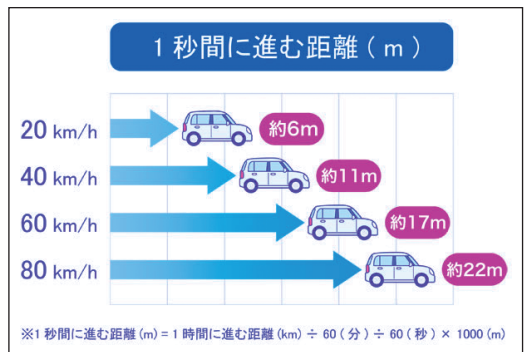 1秒間に進む距離(m)
20 km/h 約6m
40 km/h 約11m
60 km/h 約17m
80 km/h 約22m
※1秒間に進む距離(m)=1時間に進む距離(km)÷60(分)÷60(秒)×1000(m)